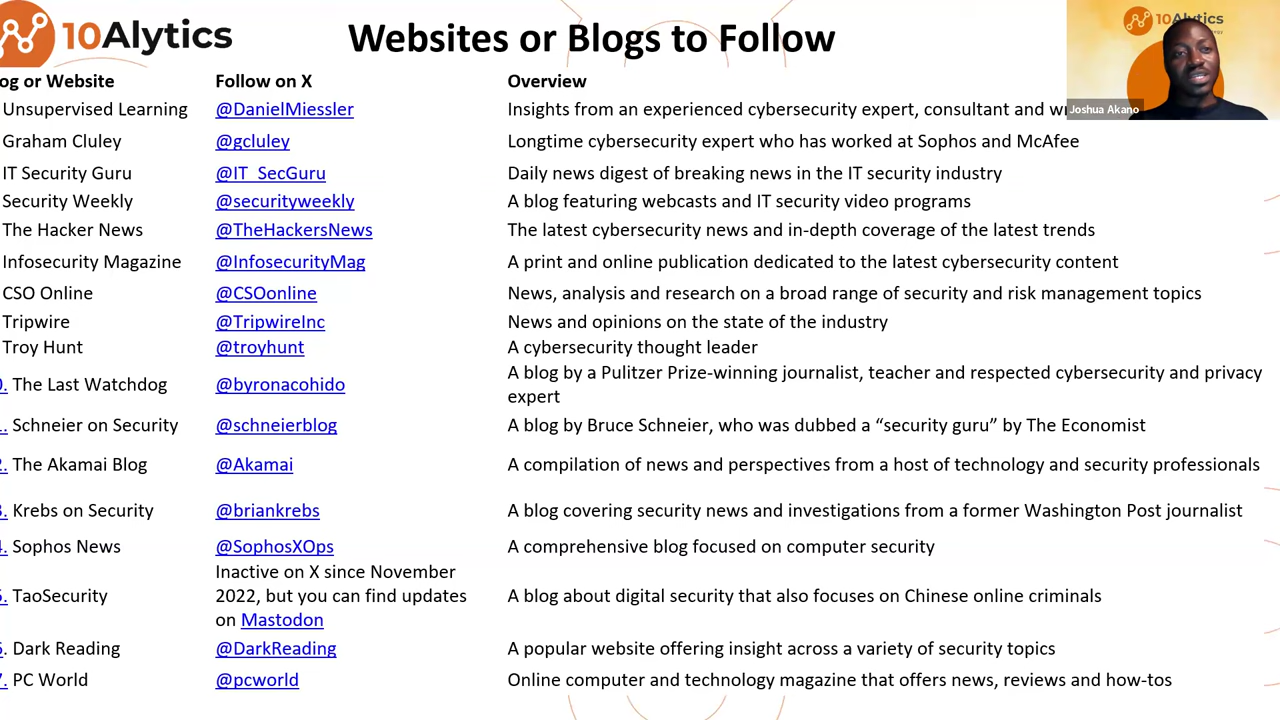 10Alytics
Websites or Blogs to Follow
10Alytics
Joshua Akano
og or Website Follow on X Overview
Unsupervised Learning @DanielMiessler Insights from an experienced cybersecurity expert, consultant and
Graham Cluley @gcluley Longtime cybersecurity expert who has worked at Sophos and McAfee
IT Security Guru @IT_SecGuru Daily news digest of breaking news in the IT security industry
Security Weekly @securityweekly A blog featuring webcasts and IT security video programs
The Hacker News @TheHackersNews The latest cybersecurity news and in-depth coverage of the latest trends
Infosecurity Magazine @InfosecurityMag A print and online publication dedicated to the latest cybersecurity content
CSO Online @CSOonline News, analysis and research on a broad range of security and risk management topics
Tripwire @TripwireInc News and opinions on the state of the industry
Troy Hunt @troyhunt A cybersecurity thought leader
0. The Last Watchdog @byronacohido A blog by a Pulitzer Prize-winning journalist, teacher and respected cybersecurity and privacy
expert
1. Schneier on Security @schneierblog A blog by Bruce Schneier, who was dubbed a “security guru” by The Economist
2. The Akamai Blog @Akamai A compilation of news and perspectives from a host of technology and security professionals
3. Krebs on Security @briankrebs A blog covering security news and investigations from a former Washington Post journalist
4. Sophos News @SophosXOps A comprehensive blog focused on computer security
5. TaoSecurity Inactive on X since November
2022, but you can find updates
on Mastodon A blog about digital security that also focuses on Chinese online criminals
6. Dark Reading @DarkReading A popular website offering insight across a variety of security topics
7. PC World @pcworld Online computer and technology magazine that offers news, reviews and how-tos